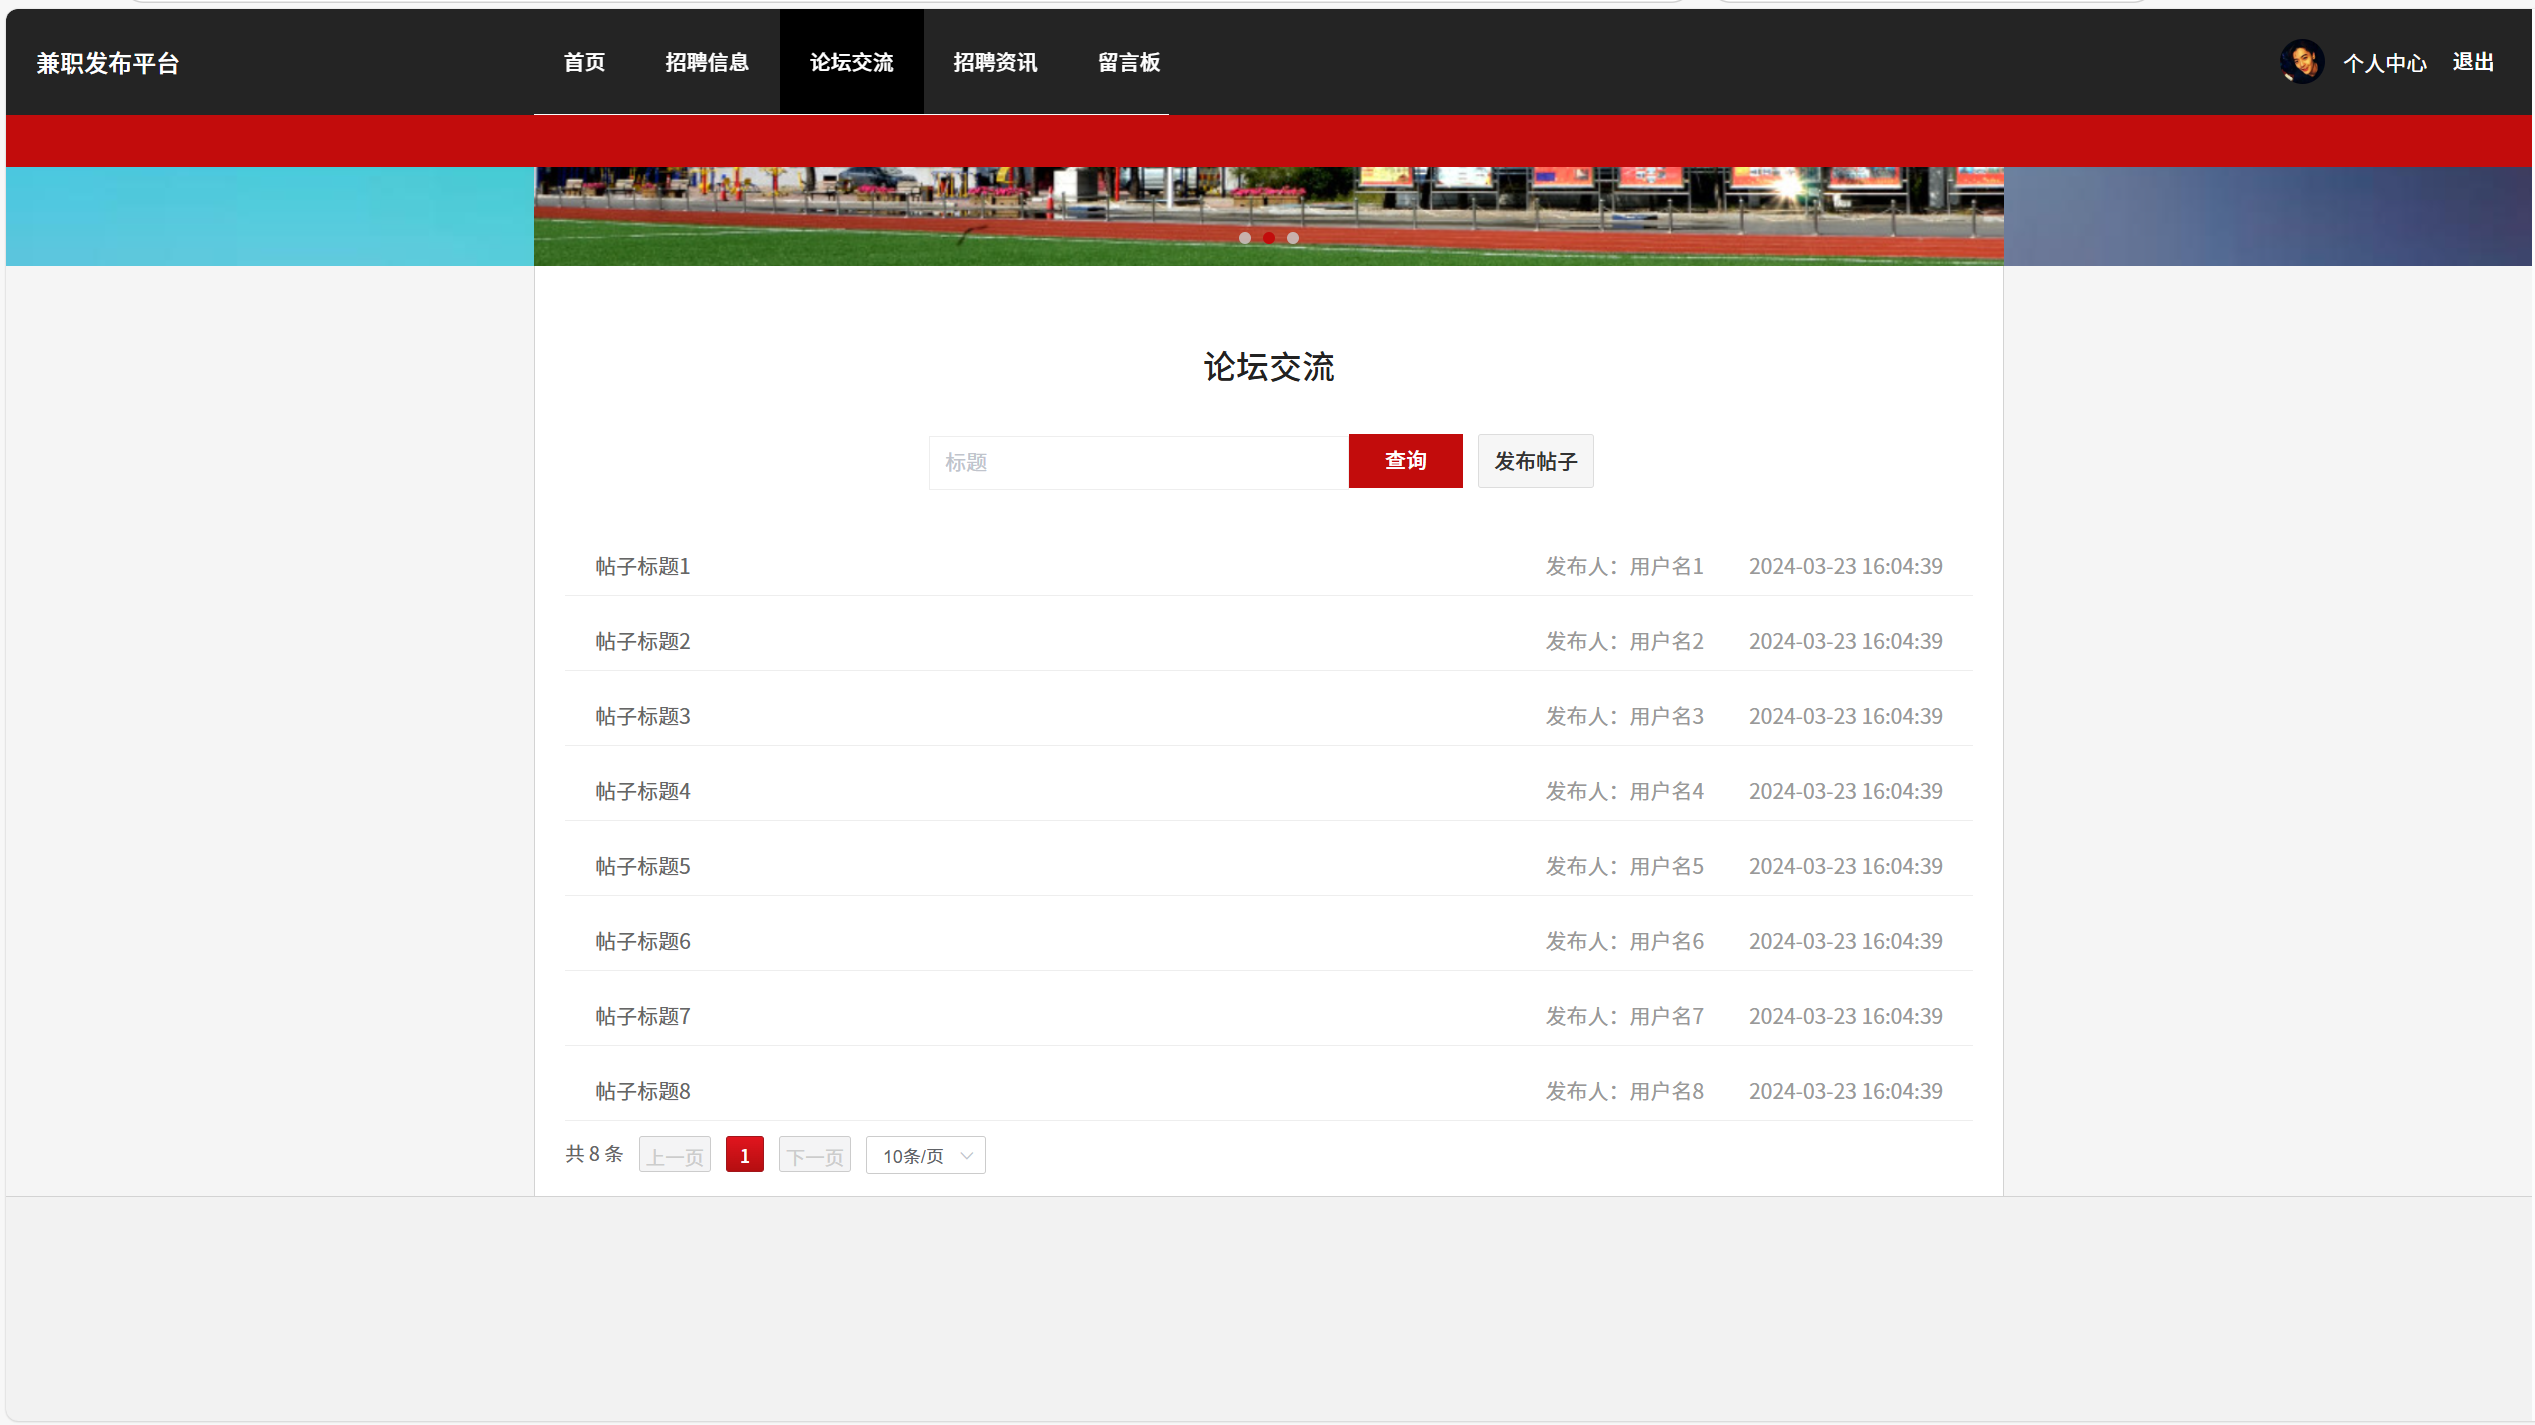 兼职发布平台 首页 招聘信息 论坛交流 招聘资讯 留言板 个人中心 退出
论坛交流
标题 查询 发布帖子
帖子标题1 发布人：用户名1 2024-03-23 16:04:39
帖子标题2 发布人：用户名2 2024-03-23 16:04:39
帖子标题3 发布人：用户名3 2024-03-23 16:04:39
帖子标题4 发布人：用户名4 2024-03-23 16:04:39
帖子标题5 发布人：用户名5 2024-03-23 16:04:39
帖子标题6 发布人：用户名6 2024-03-23 16:04:39
帖子标题7 发布人：用户名7 2024-03-23 16:04:39
帖子标题8 发布人：用户名8 2024-03-23 16:04:39
共 8 条 上一页 1 下一页 10条/页